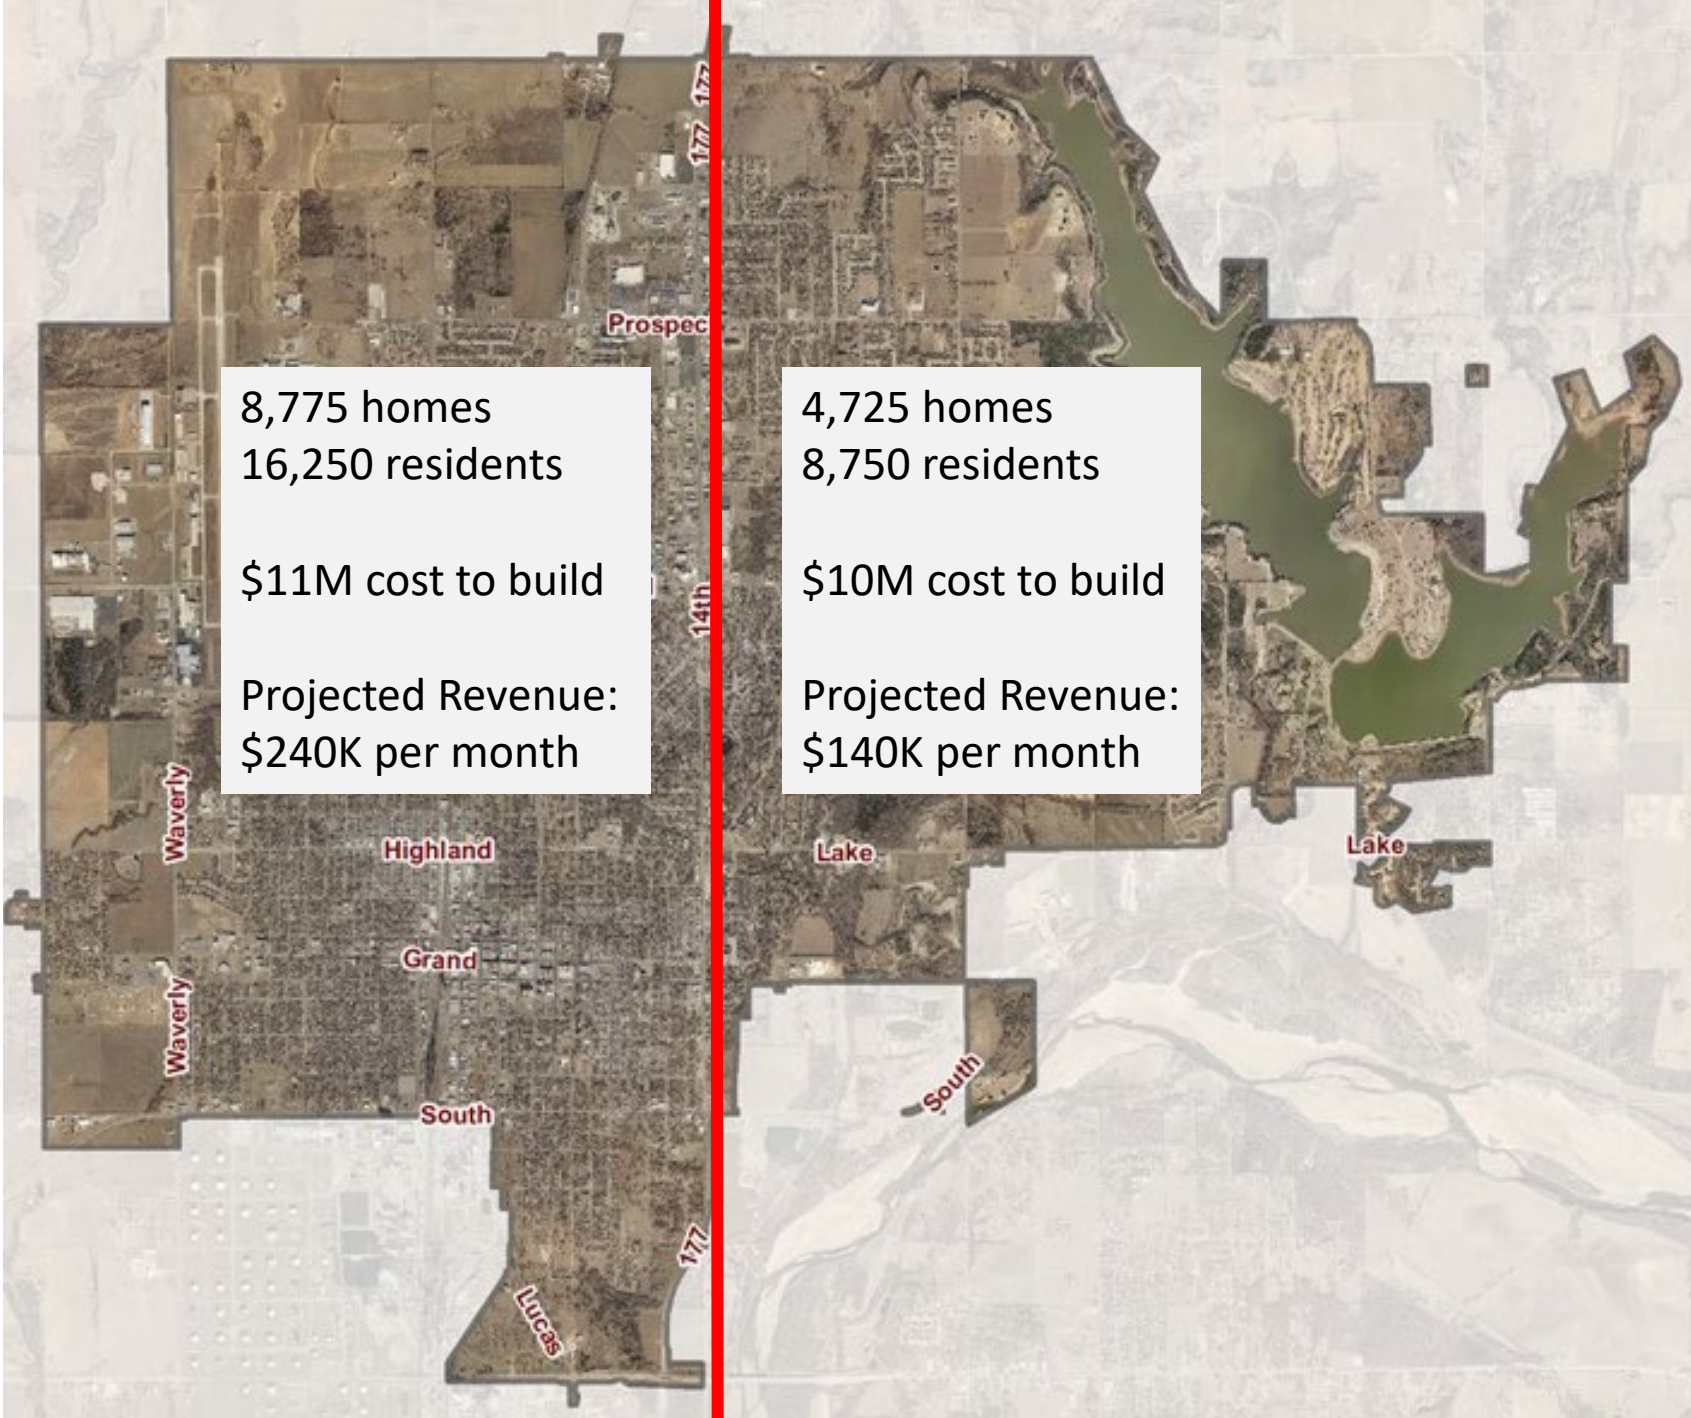 177
177
Prospec
8,775 homes
16,250 residents
$11M cost to build
Projected Revenue:
$240K per month
4,725 homes
8,750 residents
$10M cost to build
Projected Revenue:
$140K per month
14th
Waverly
Highland
Lake
Lake
Grand
Waverly
South
South
177
Lucas